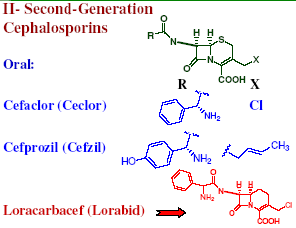 II- Second-Generation
Cephalosporins
O
R
N
H
H
H
S
N
O
X
COOH
Oral:
R X
Cefaclor (Ceclor)
NH2
Cl
Cefprozil (Cefzil)
HO
NH2
CH3
O
NH2
N
H
H
H
N
O
Cl
COOH
Loracarbacef (Lorabid)